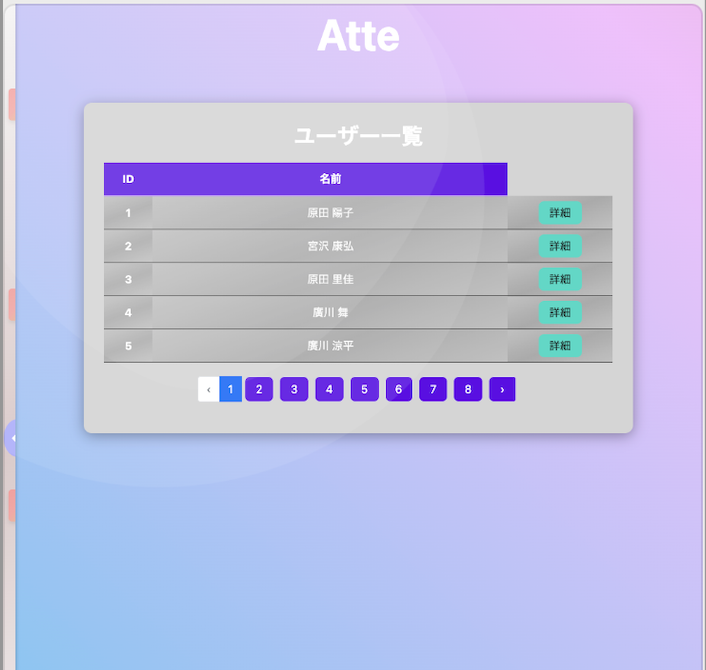 Atte
ユーザー一覧
ID 名前
1 原田 陽子 詳細
2 宮沢 康弘 詳細
3 原田 里佳 詳細
4 廣川 舞 詳細
5 廣川 涼平 詳細
‹ 1 2 3 4 5 6 7 8 ›